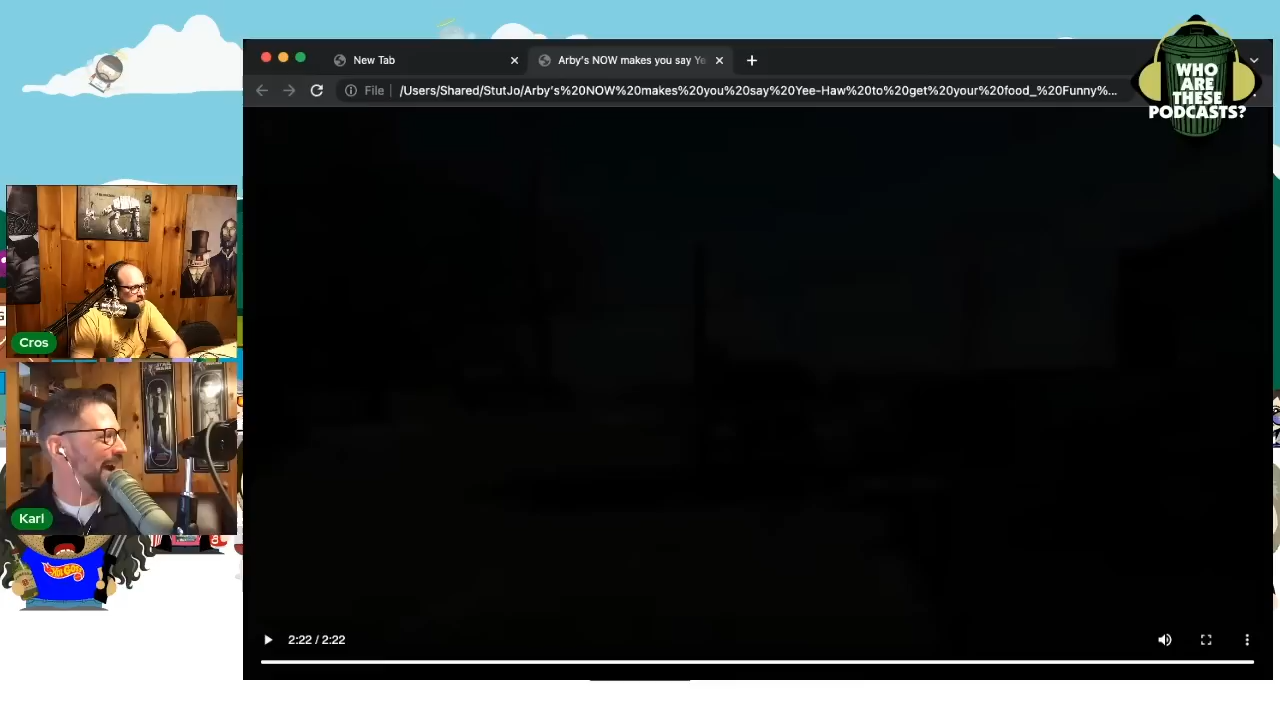 New Tab
Arby's NOW makes you say Ye
File
/Users/Shared/StutJo/Arby's%20NOW%20makes%20you%20say%20Yee-Haw%20to%20get%20your%20food_%20Funny%...
WHO
ARE
THESE
PODCASTS?
Cros
Karl
2:22 / 2:22